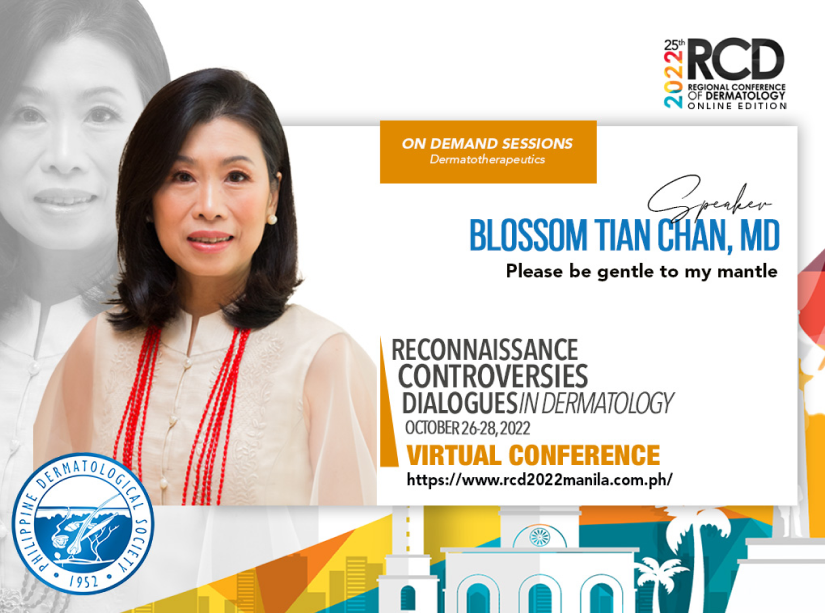 25th
2022
RCD
REGIONAL CONFERENCE
OF DERMATOLOGY
ONLINE EDITION
ON DEMAND SESSIONS
Dermatotherapeutics
Speaker
BLOSSOM TIAN CHAN, MD
Please be gentle to my mantle
RECONNAISSANCE
CONTROVERSIES
DIALOGUES IN DERMATOLOGY
OCTOBER 26-28, 2022
VIRTUAL CONFERENCE
https://www.rcd2022manila.com.ph/
PHILIPPINE DERMATOLOGICAL SOCIETY
• 1952 •